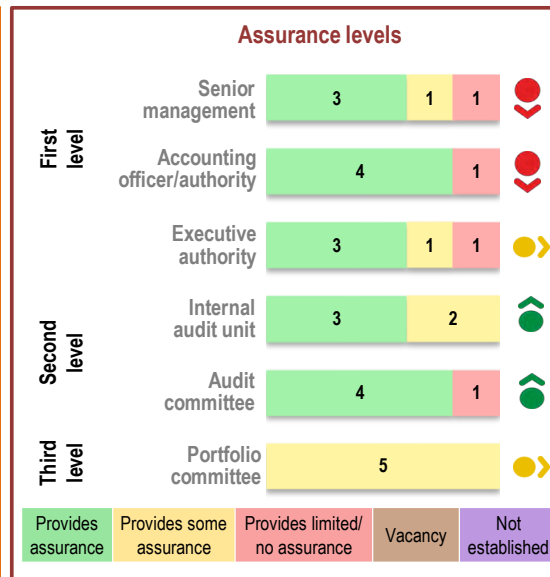 Assurance levels
First
level
Senior
management
3
1
1
Accounting
officer/authority
4
1
Executive
authority
3
1
1
Second
level
Internal
audit unit
3
2
Audit
committee
4
1
Third
level
Portfolio
committee
5
Provides
assurance
Provides some
assurance
Provides limited/
no assurance
Vacancy
Not
established